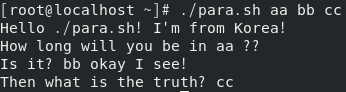 [root@localhost ~]# ./para.sh aa bb cc
Hello ./para.sh! I'm from Korea!
How long will you be in aa ??
Is it? bb okay I see!
Then what is the truth? cc